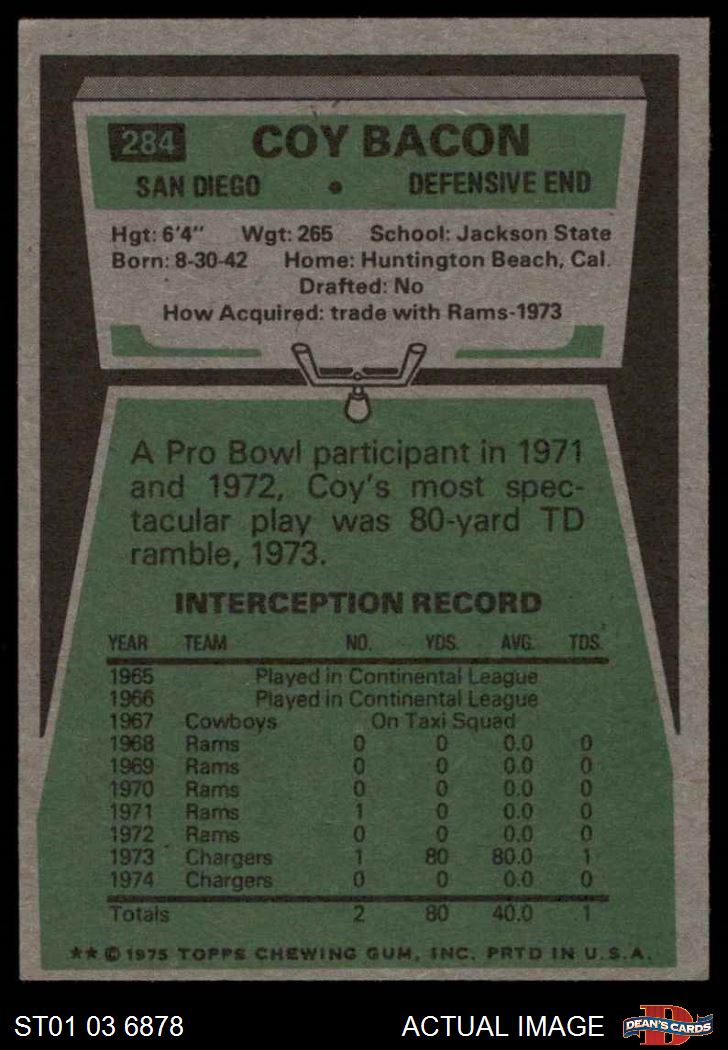 284 COY BACON
SAN DIEGO • DEFENSIVE END
Hgt: 6'4" Wgt: 265 School: Jackson State
Born: 8-30-42 Home: Huntington Beach, Cal.
Drafted: No
How Acquired: trade with Rams-1973
A Pro Bowl participant in 1971
and 1972, Coy's most spec-
tacular play was 80-yard TD
ramble, 1973.
INTERCEPTION RECORD
YEAR TEAM NO. YDS. AVG. TDS.
1965 Played in Continental League
1966 Played in Continental League
1967 Cowboys On Taxi Squad
1968 Rams 0 0 0.0 0
1969 Rams 0 0 0.0 0
1970 Rams 0 0 0.0 0
1971 Rams 1 0 0.0 0
1972 Rams 0 0 0.0 0
1973 Chargers 1 80 80.0 1
1974 Chargers 0 0 0.0 0
Totals 2 80 40.0 1
** © 1975 TOPPS CHEWING GUM, INC. PRTD IN U.S.A.
ST01 03 6878 ACTUAL IMAGE D DEAN'S CARDS